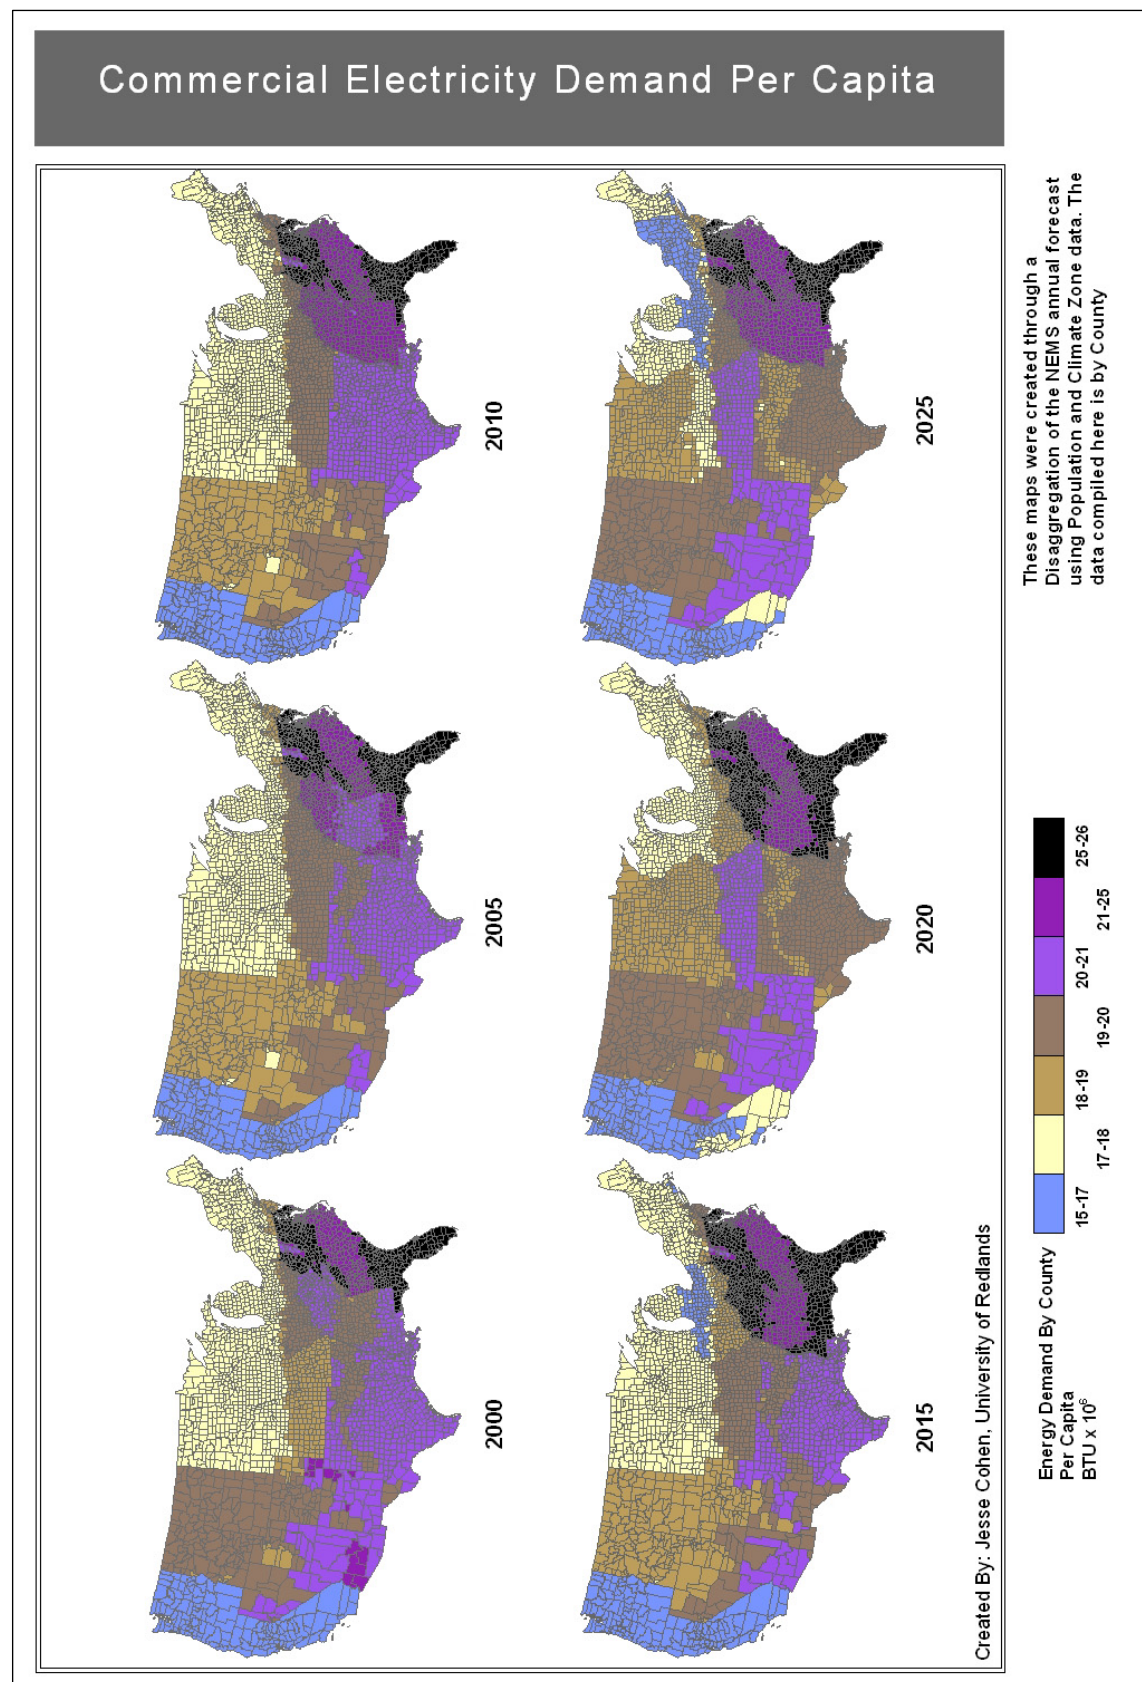 Commercial Electricity Demand Per Capita
2000
2005
2010
2015
2020
2025
Created By: Jesse Cohen, University of Redlands
Energy Demand By County
Per Capita
BTU x 10⁶
15-17
17-18
18-19
19-20
20-21
21-25
25-26
These maps were created through a
Disaggregation of the NEMS annual forecast
using Population and Climate Zone data. The
data compiled here is by County